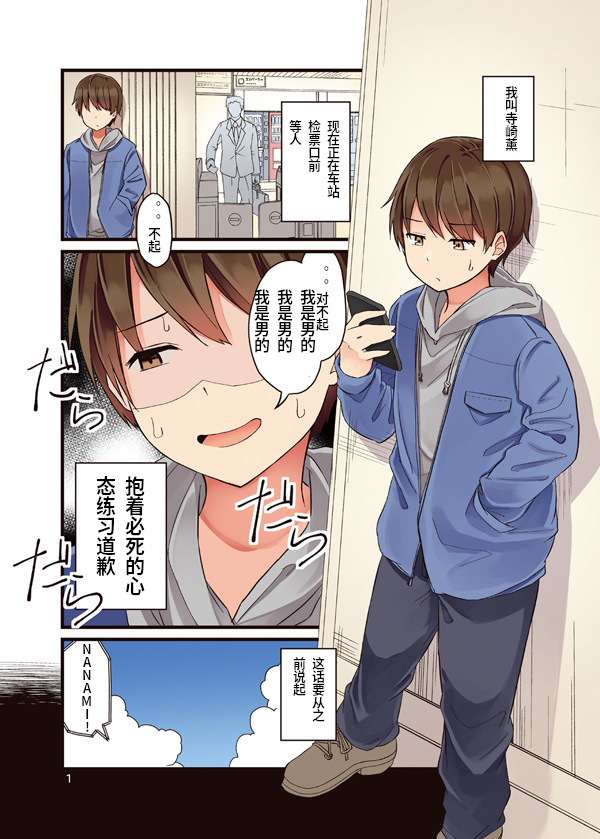 我叫寺崎薰
现在正在车站
检票口前
等人
。。不起
。。对不起
我是男的
我是男的
我是男的
だら
だら
だら
抱着必死的心
态练习道歉
这话要从之
前说起
NANAMI!
1